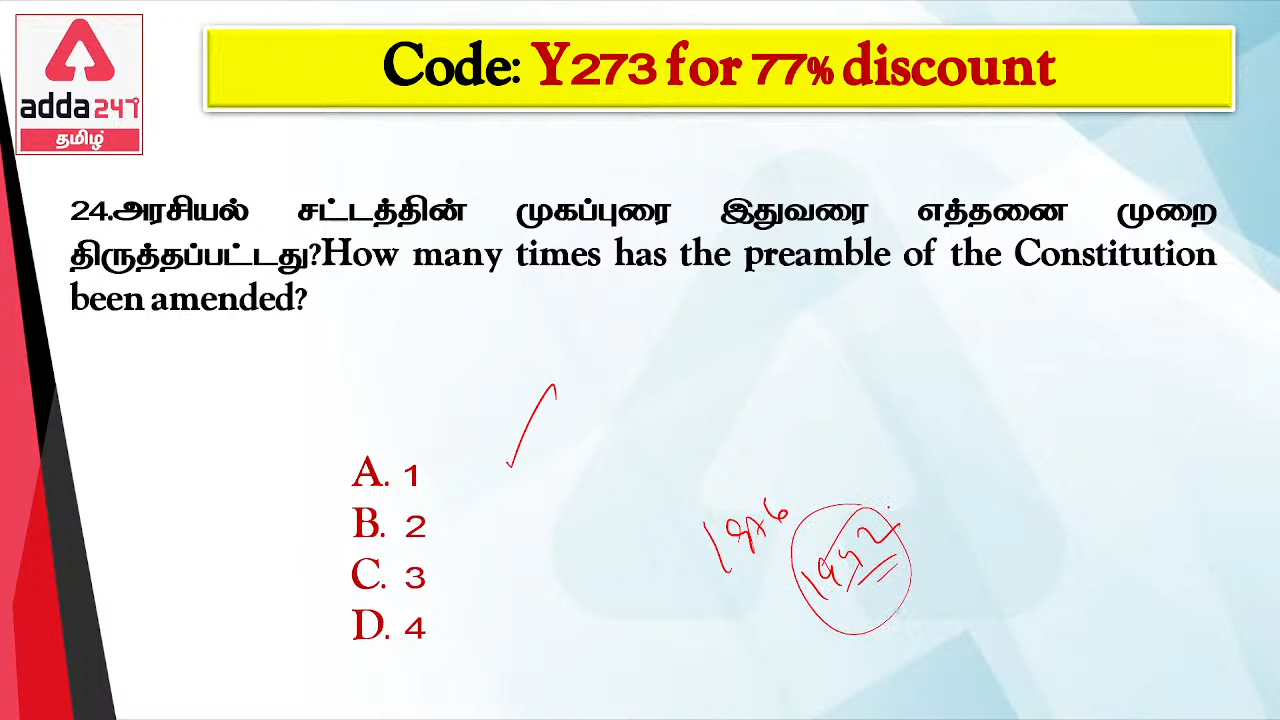 Code: Y273 for 77% discount
adda247
தமிழ்
24.அரசியல் சட்டத்தின் முகப்புரை இதுவரை எத்தனை முறை
திருத்தப்பட்டது?How many times has the preamble of the Constitution
been amended?
A. 1
B. 2
C. 3
D. 4